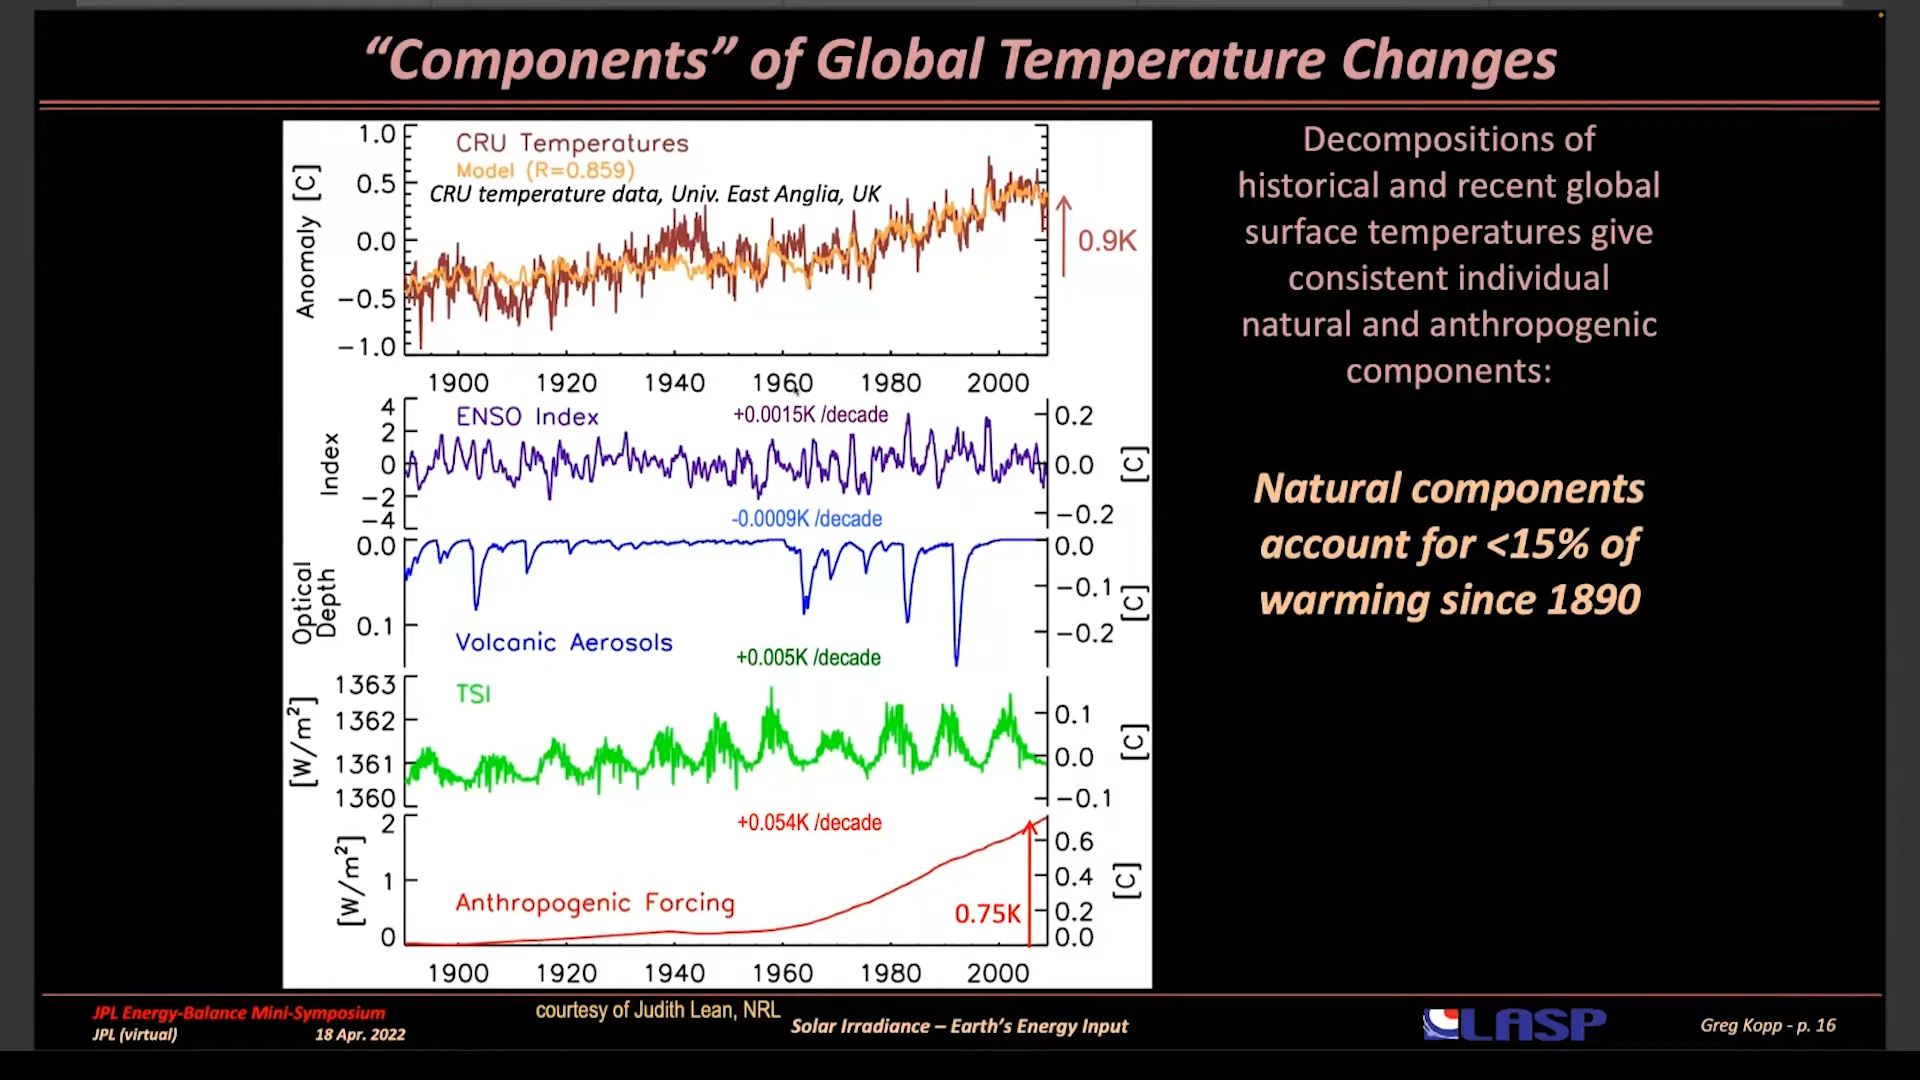 “Components” of Global Temperature Changes
CRU Temperatures
Model (R=0.859)
CRU temperature data, Univ. East Anglia, UK
Anomaly [C]
1.0
0.5
0.0
−0.5
−1.0
0.9K
1900 1920 1940 1960 1980 2000
ENSO Index
+0.0015K /decade
Index
4
2
0
−2
−4
0.2
0.0
−0.2
[C]
-0.0009K /decade
Optical
Depth
0.0
0.1
Volcanic Aerosols
0.0
−0.1
−0.2
[C]
+0.005K /decade
TSI
[W/m²]
1363
1362
1361
1360
0.1
0.0
−0.1
[C]
+0.054K /decade
[W/m²]
2
1
0
Anthropogenic Forcing
0.75K
0.6
0.4
0.2
0.0
[C]
1900 1920 1940 1960 1980 2000
Decompositions of
historical and recent global
surface temperatures give
consistent individual
natural and anthropogenic
components:
Natural components
account for <15% of
warming since 1890
JPL Energy-Balance Mini-Symposium
JPL (virtual) 18 Apr. 2022
courtesy of Judith Lean, NRL
Solar Irradiance – Earth’s Energy Input
LASP
Greg Kopp - p. 16